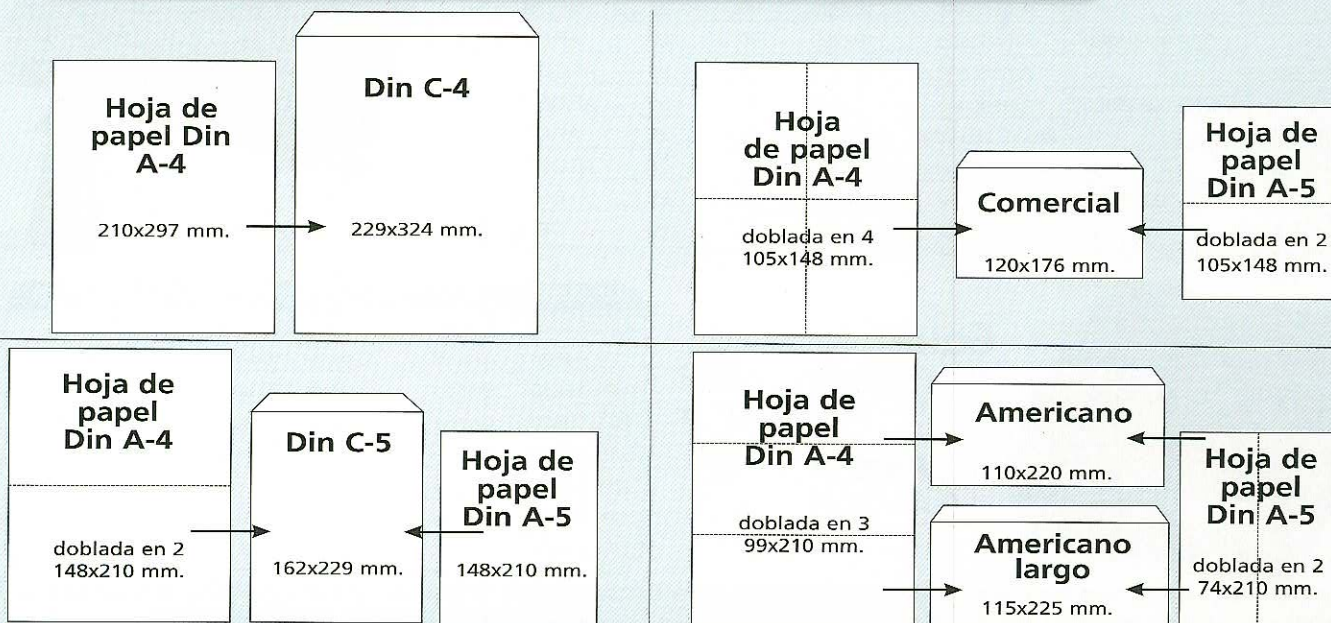 Hoja de
papel Din
A-4
210x297 mm.
Din C-4
229x324 mm.
Hoja
de papel
Din A-4
doblada en 4
105x148 mm.
Comercial
120x176 mm.
Hoja de
papel
Din A-5
doblada en 2
105x148 mm.
Hoja de
papel
Din A-4
doblada en 2
148x210 mm.
Din C-5
162x229 mm.
Hoja de
papel
Din A-5
148x210 mm.
Hoja de
papel
Din A-4
doblada en 3
99x210 mm.
Americano
110x220 mm.
Americano
largo
115x225 mm.
Hoja de
papel
Din A-5
doblada en 2
74x210 mm.